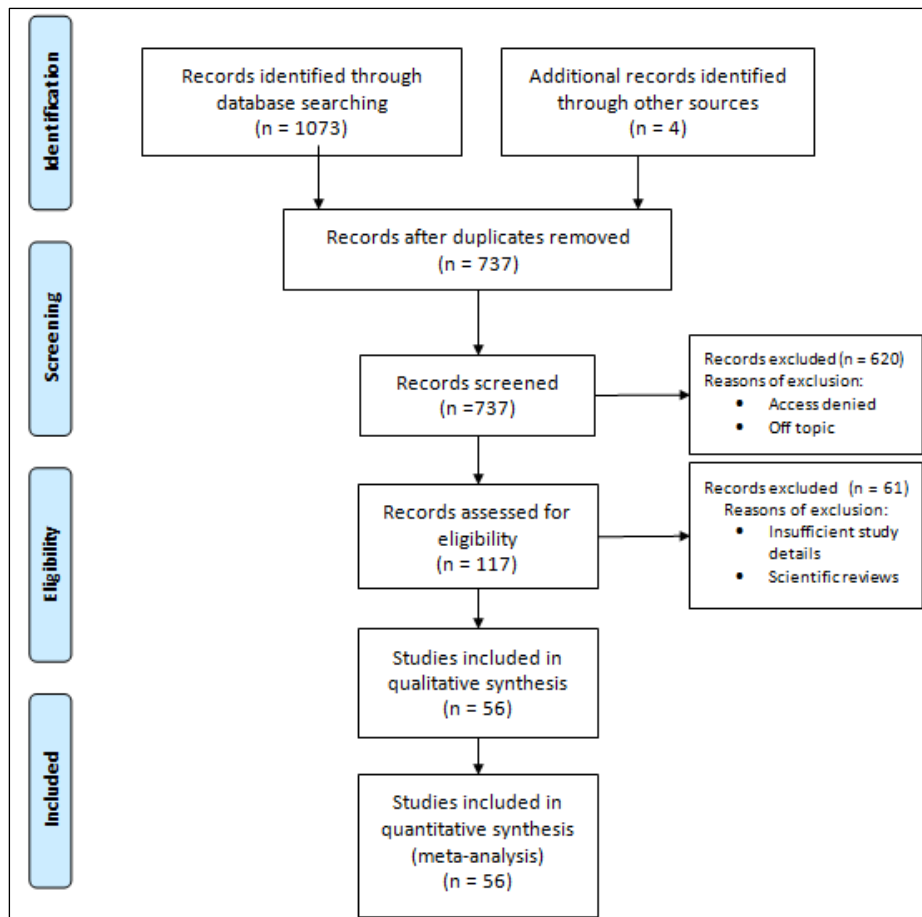 Identification
Records identified through
database searching
(n = 1073)
Additional records identified
through other sources
(n = 4)
Records after duplicates removed
(n = 737)
Screening
Records screened
(n =737)
Records excluded (n = 620)
Reasons of exclusion:
• Access denied
• Off topic
Eligibility
Records assessed for
eligibility
(n = 117)
Records excluded (n = 61)
Reasons of exclusion:
• Insufficient study
details
• Scientific reviews
Studies included in
qualitative synthesis
(n = 56)
Included
Studies included in
quantitative synthesis
(meta-analysis)
(n = 56)